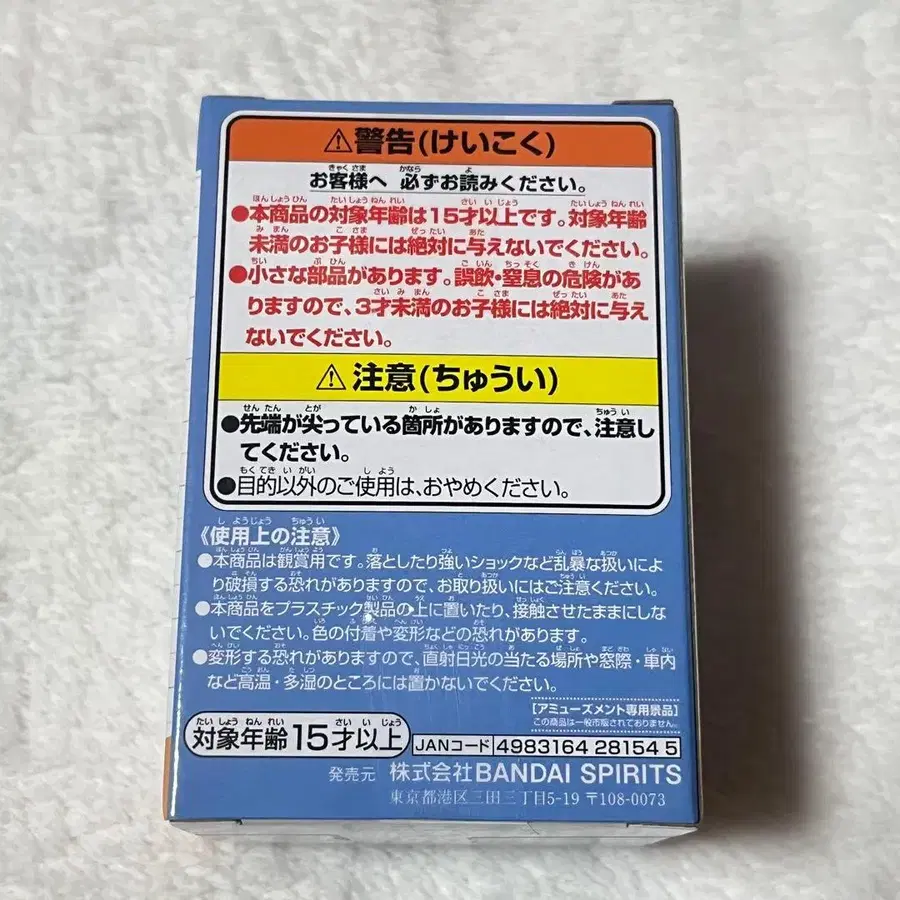 ⚠警告(けいこく)
お客様へ 必ずお読みください。
●本商品の対象年齢は15才以上です。対象年齢
未満のお子様には絶対に与えないでください。
●小さな部品があります。誤飲・窒息の危険があ
りますので、3才未満のお子様には絶対に与え
ないでください。
⚠注意(ちゅうい)
●先端が尖っている箇所がありますので、注意し
てください。
●目的以外のご使用は、おやめください。
《使用上の注意》
●本商品は観賞用です。落としたり強いショックなど乱暴な扱いによ
り破損する恐れがありますので、お取り扱いにはご注意ください。
●本商品をプラスチック製品の上に置いたり、接触させたままにしな
いでください。色の付着や変形などの恐れがあります。
●変形する恐れがありますので、直射日光の当たる場所や窓際・車内
など高温・多湿のところには置かないでください。
[アミューズメント専用景品]
この商品は一般市販されておりません。
対象年齢15才以上
JANコード 4983164 28154 5
発売元 株式会社BANDAI SPIRITS
東京都港区三田三丁目5-19 〒108-0073